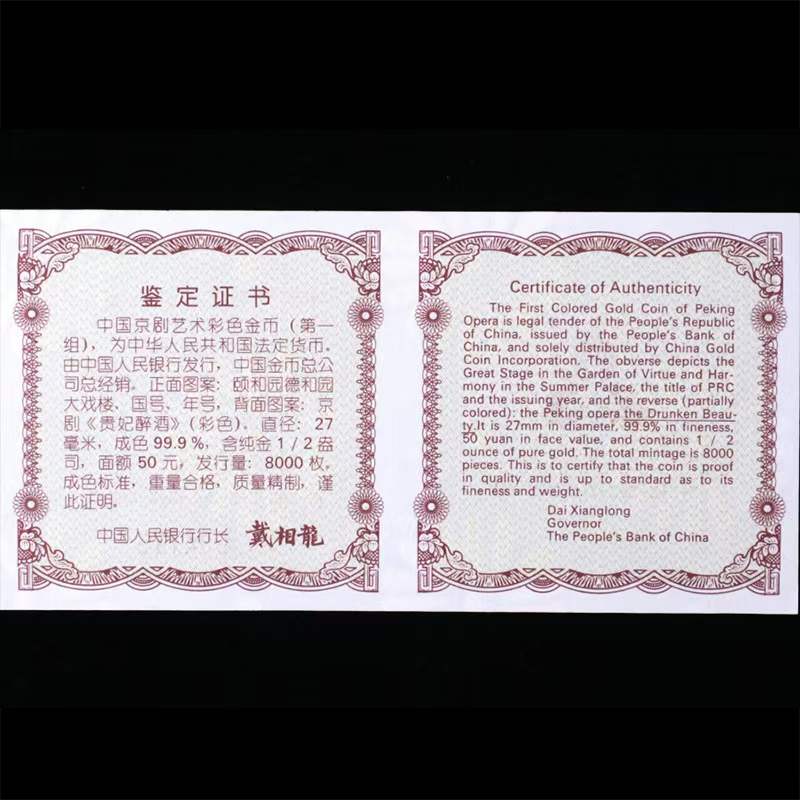 鉴定证书
中国京剧艺术彩色金币（第一
组），为中华人民共和国法定货币。
由中国人民银行发行，中国金币总公
司总经销。正面图案：颐和园德和园
大戏楼、国号、年号，背面图案：京
剧《贵妃醉酒》（彩色）。直径：27
毫米，成色99.9%，含纯金1/2盎
司，面额50元，发行量：8000枚，
成色标准，重量合格，质量精制，谨
此证明。
中国人民银行行长 戴相龍
Certificate of Authenticity
The First Colored Gold Coin of Peking
Opera is legal tender of the People's Republic
of China, issued by the People's Bank of
China, and solely distributed by China Gold
Coin Incorporation. The obverse depicts the
Great Stage in the Garden of Virtue and Har-
mony in the Summer Palace, the title of PRC
and the issuing year, and the reverse (partially
colored): the Peking opera the Drunken Beau-
ty.It is 27mm in diameter, 99.9% in fineness,
50 yuan in face value, and contains 1 / 2
ounce of pure gold. The total mintage is 8000
pieces. This is to certify that the coin is proof
in quality and is up to standard as to its
fineness and weight.
Dai Xianglong
Governor
The People's Bank of China